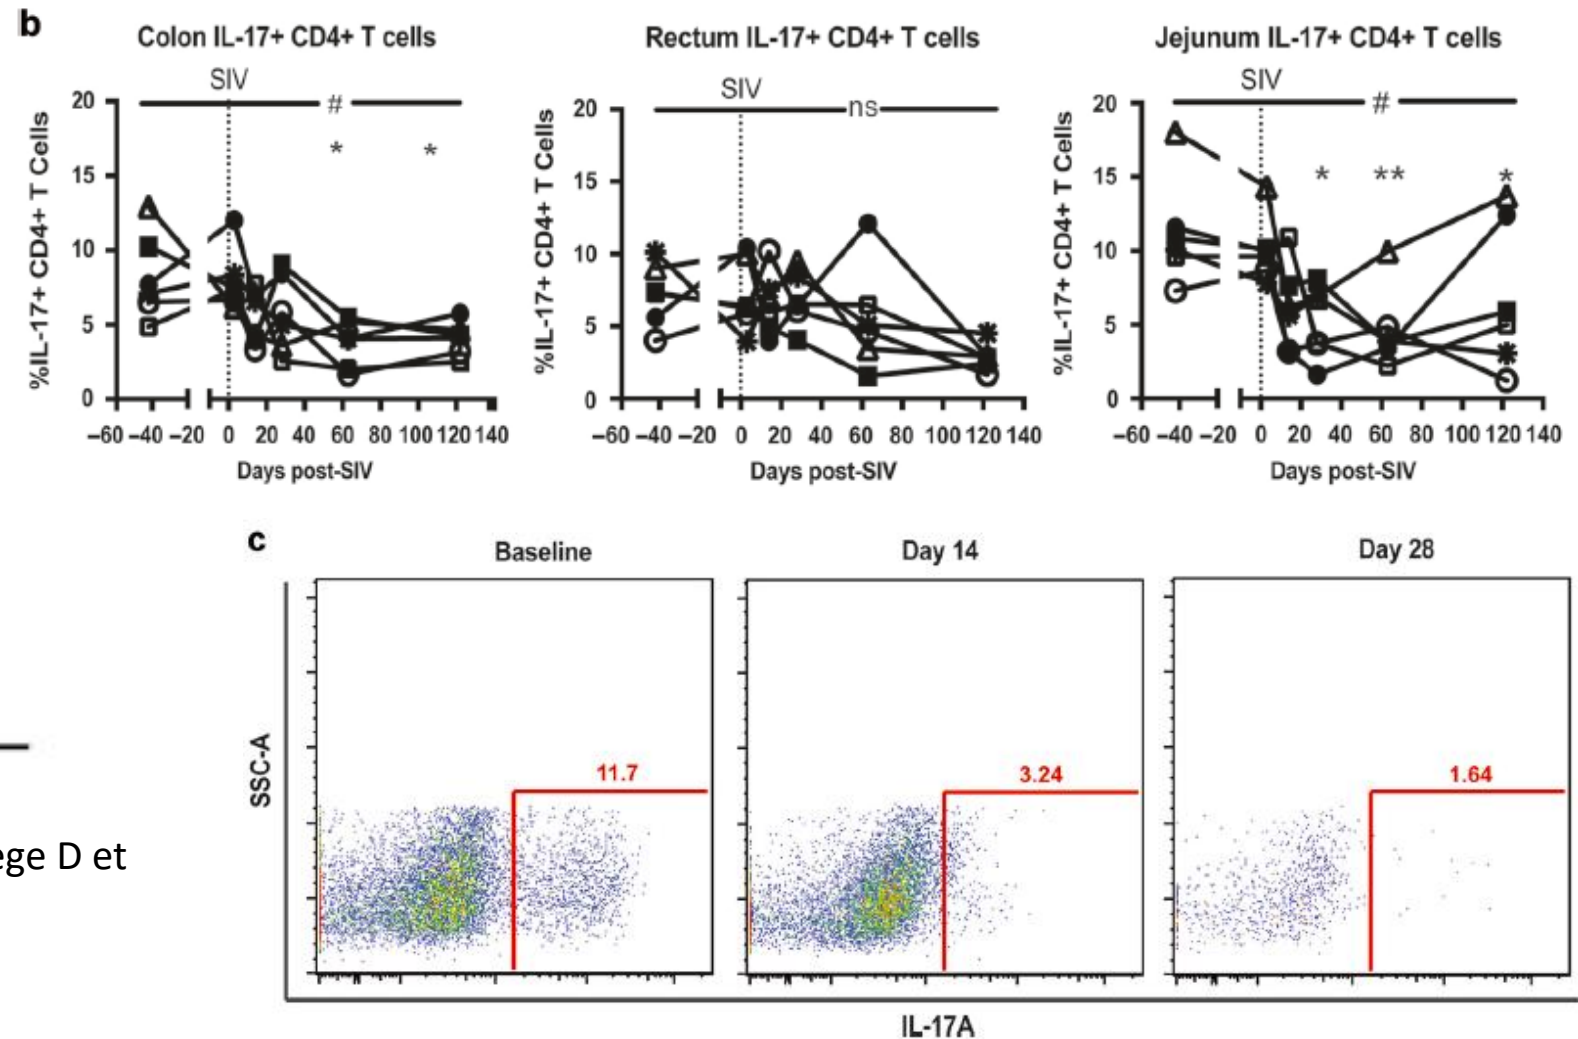 b
Colon IL-17+ CD4+ T cells
Rectum IL-17+ CD4+ T cells
Jejunum IL-17+ CD4+ T cells
SIV
#
* *
%IL-17+ CD4+ T Cells
20
15
10
5
0
–60 –40 –20 0 20 40 60 80 100 120 140
Days post-SIV
SIV
ns
%IL-17+ CD4+ T Cells
20
15
10
5
0
–60 –40 –20 0 20 40 60 80 100 120 140
Days post-SIV
SIV
#
* ** *
%IL-17+ CD4+ T Cells
20
15
10
5
0
–60 –40 –20 0 20 40 60 80 100 120 140
Days post-SIV
c
Baseline
Day 14
Day 28
SSC-A
11.7
3.24
1.64
IL-17A
ege D et